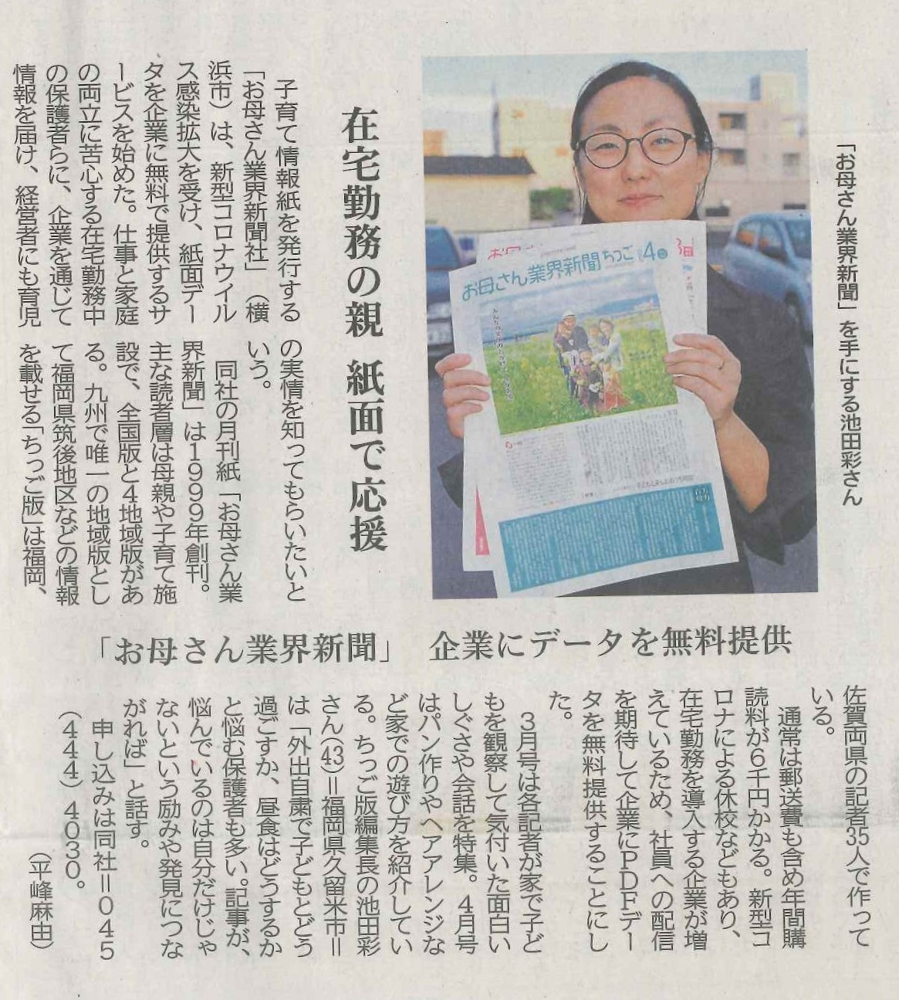 在宅勤務の親 紙面で応援
「お母さん業界新聞」 企業にデータを無料提供
「お母さん業界新聞」を手にする池田彩さん
お母さん業界新聞ちっご
4
子育て情報紙を発行する
「お母さん業界新聞社」(横
浜市)は、新型コロナウイル
ス感染拡大を受け、紙面デー
タを企業に無料で提供するサ
ービスを始めた。仕事と家庭
の両立に苦心する在宅勤務中
の保護者らに、企業を通じて
情報を届け、経営者にも育児
の実情を知ってもらいたいと
いう。
同社の月刊紙「お母さん業
界新聞」は1999年創刊。
主な読者層は母親や子育て施
設で、全国版と4地域版があ
る。九州で唯一の地域版とし
て福岡県筑後地区などの情報
を載せる「ちっご版」は福岡、
佐賀両県の記者35人で作って
いる。
通常は郵送費も含め年間購
読料が6千円かかる。新型コ
ロナによる休校などもあり、
在宅勤務を導入する企業が増
えているため、社員への配信
を期待して企業にPDFデー
タを無料提供することにし
た。
3月号は各記者が家で子ど
もを観察して気付いた面白い
しぐさや会話を特集。4月号
はパン作りやヘアアレンジな
ど家での遊び方を紹介してい
る。ちっご版編集長の池田彩
さん(43)=福岡県久留米市=
は「外出自粛で子どもとどう
過ごすか、昼食はどうするか
と悩む保護者も多い。記事が、
悩んでいるのは自分だけじゃ
ないという励みや発見につな
がれば」と話す。
申し込みは同社=045
(444)4030。
(平峰麻由)